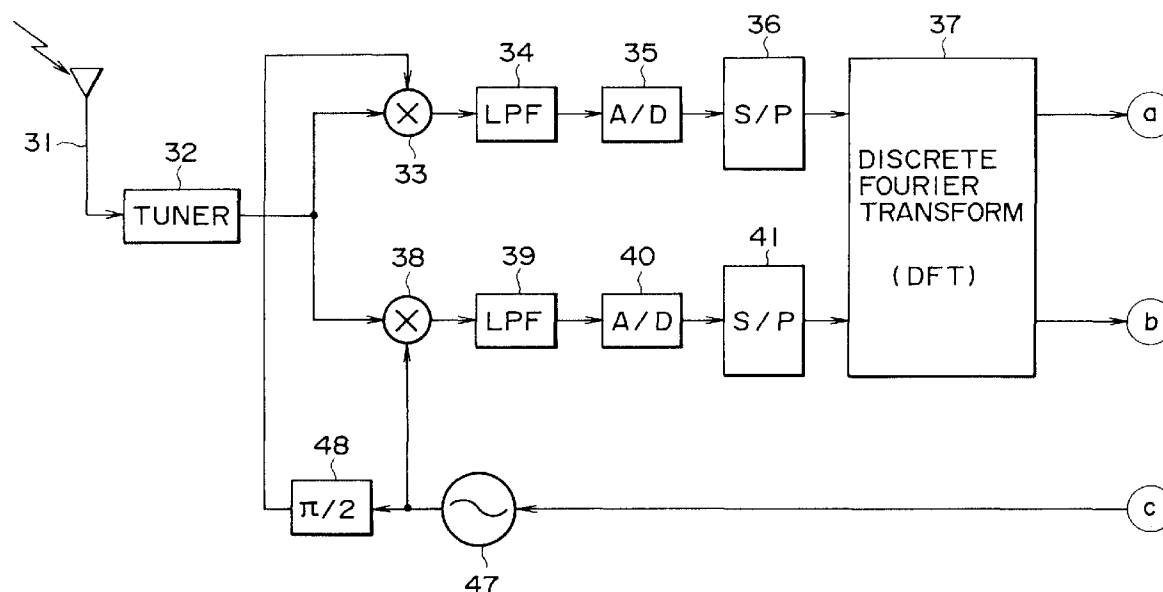 36
37
34
35
LPF
A/D
S/P
a
31
33
32
TUNER
DISCRETE
FOURIER
TRANSFORM
(DFT)
38
39
40
41
LPF
A/D
S/P
b
48
π/2
47
c